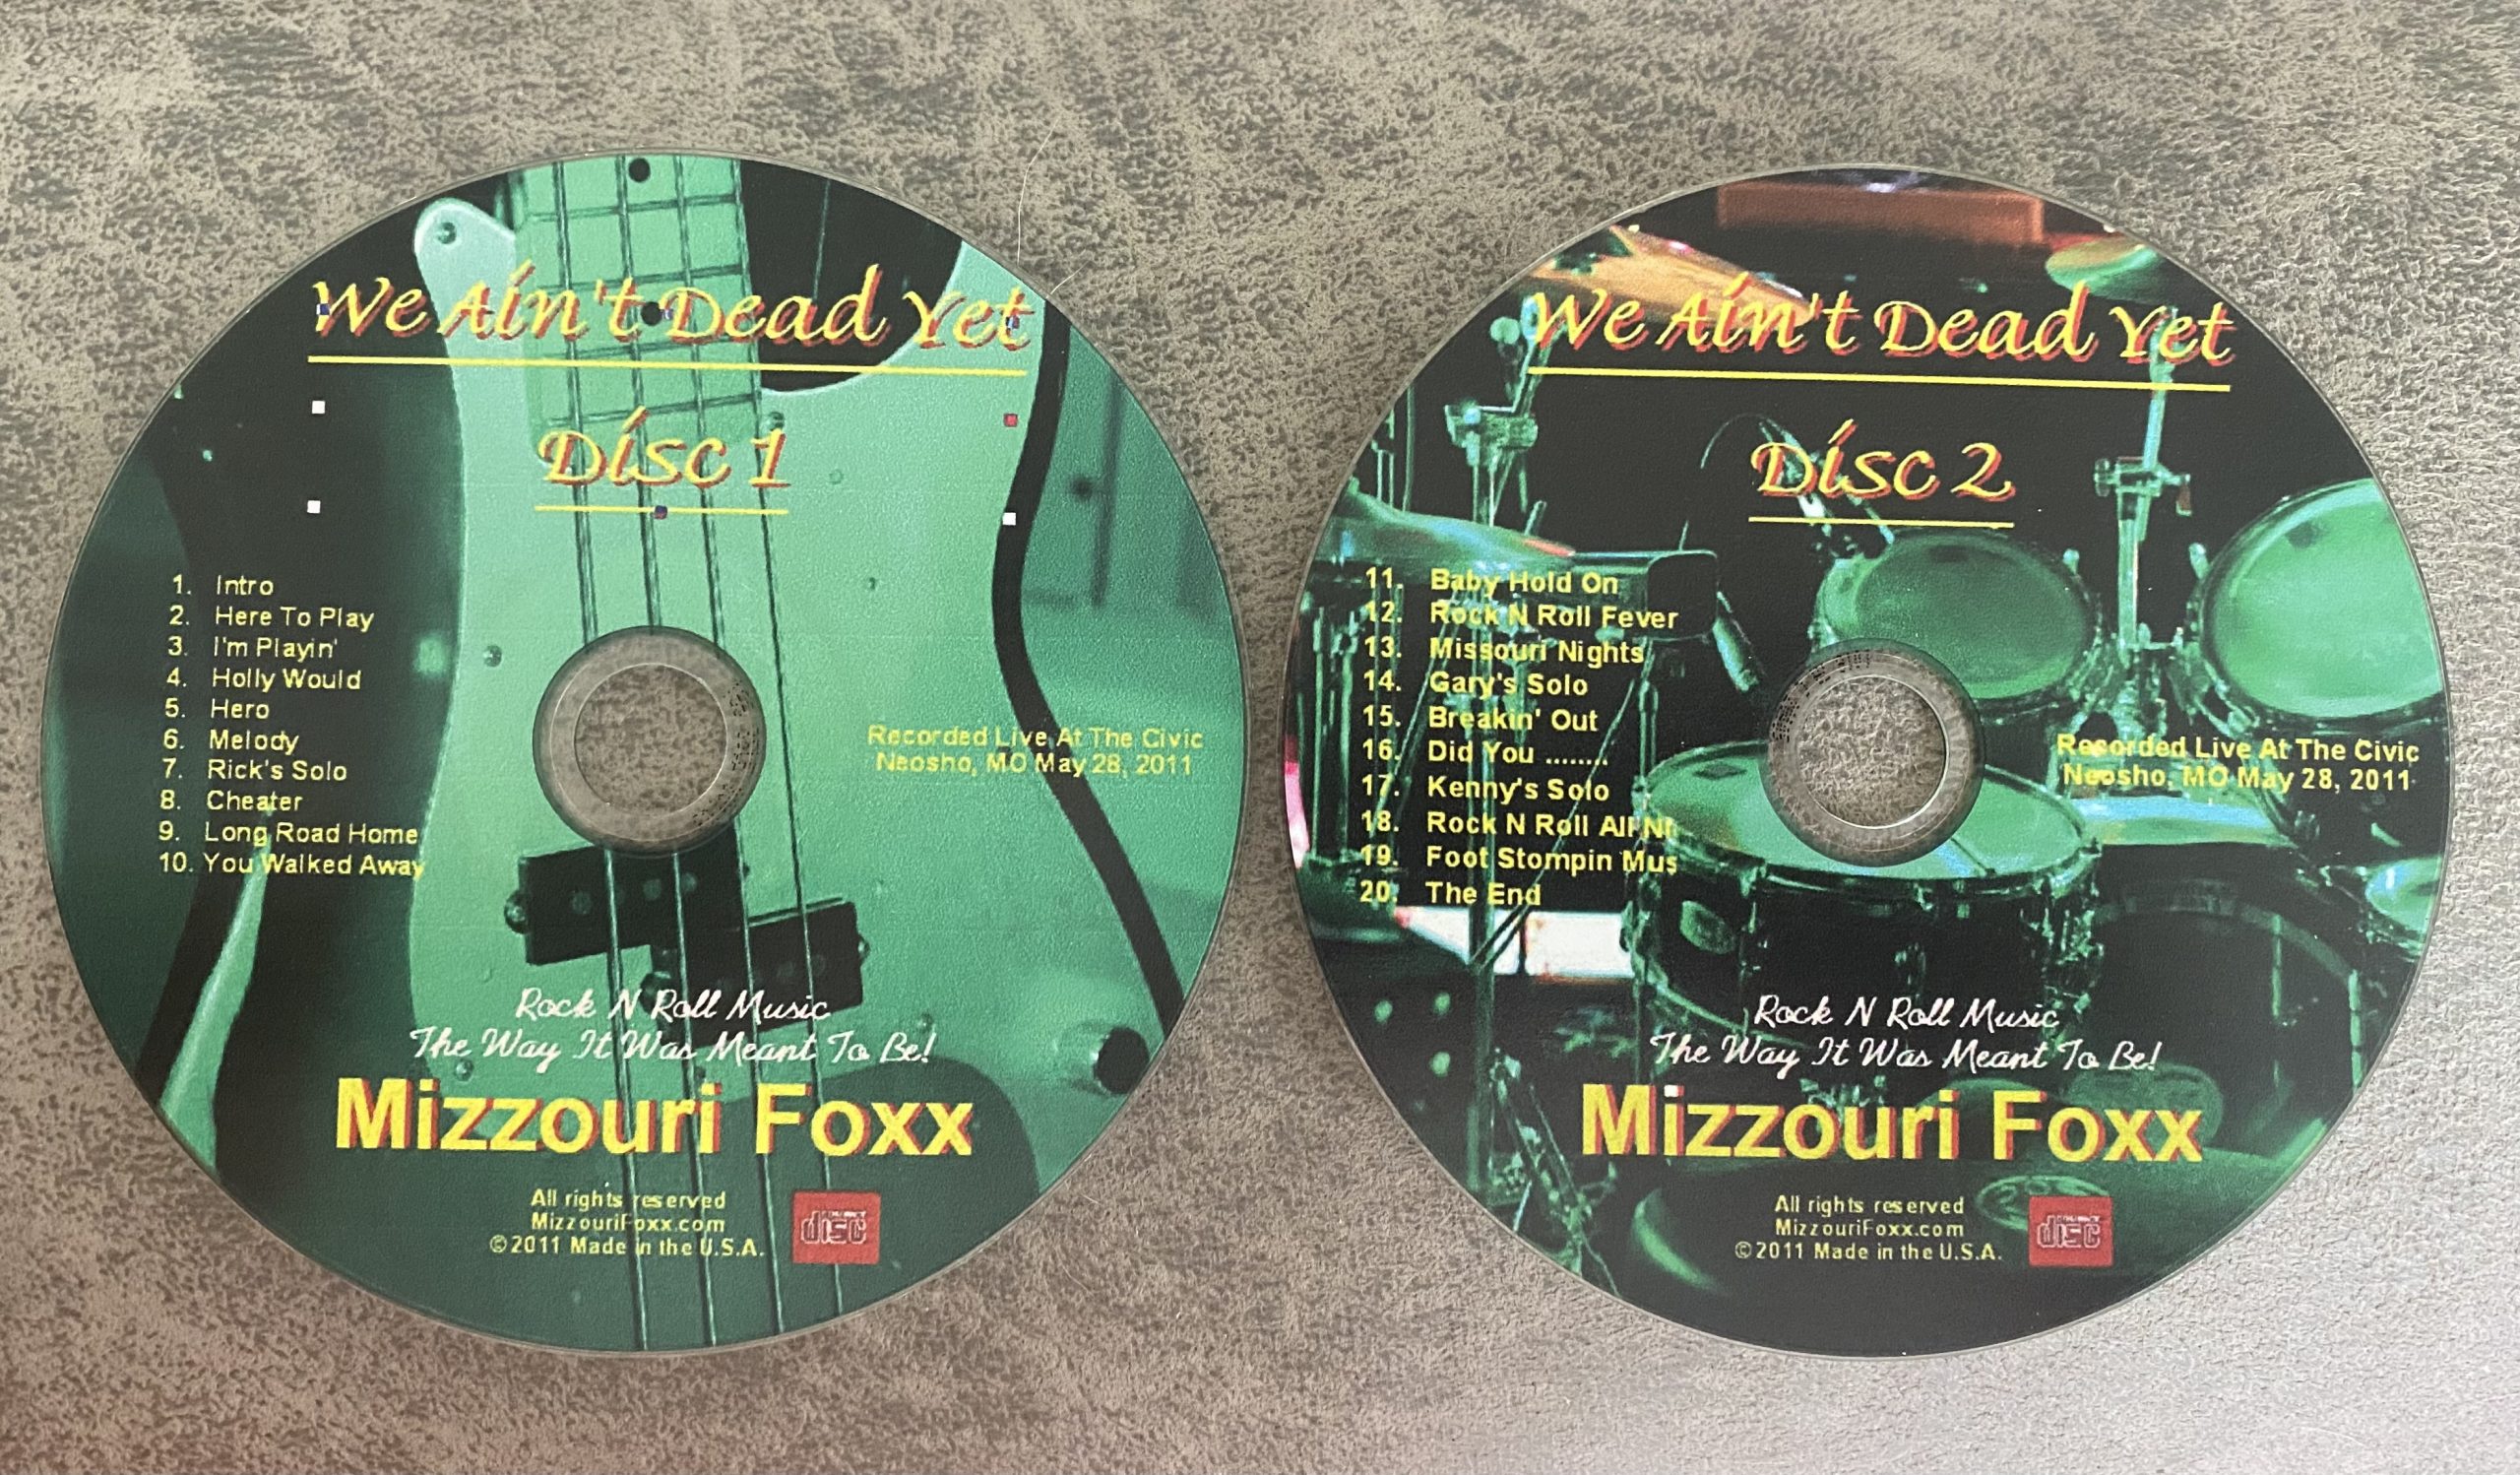 We Ain't Dead Yet
Disc 1
1. Intro
2. Here To Play
3. I'm Playin'
4. Holly Would
5. Hero
6. Melody
7. Rick's Solo
8. Cheater
9. Long Road Home
10. You Walked Away
Recorded Live At The Civic
Neosho, MO May 28, 2011
Rock N Roll Music
The Way It Was Meant To Be!
Mizzouri Foxx
All rights reserved
MizzouriFoxx.com
©2011 Made in the U.S.A.
disc
We Ain't Dead Yet
Disc 2
11. Baby Hold On
12. Rock N Roll Fever
13. Missouri Nights
14. Gary's Solo
15. Breakin' Out
16. Did You ........
17. Kenny's Solo
18. Rock N Roll All
19. Foot Stompin Mus
20. The End
Recorded Live At The Civic
Neosho, MO May 28, 2011
Rock N Roll Music
The Way It Was Meant To Be!
Mizzouri Foxx
All rights reserved
MizzouriFoxx.com
©2011 Made in the U.S.A.
disc